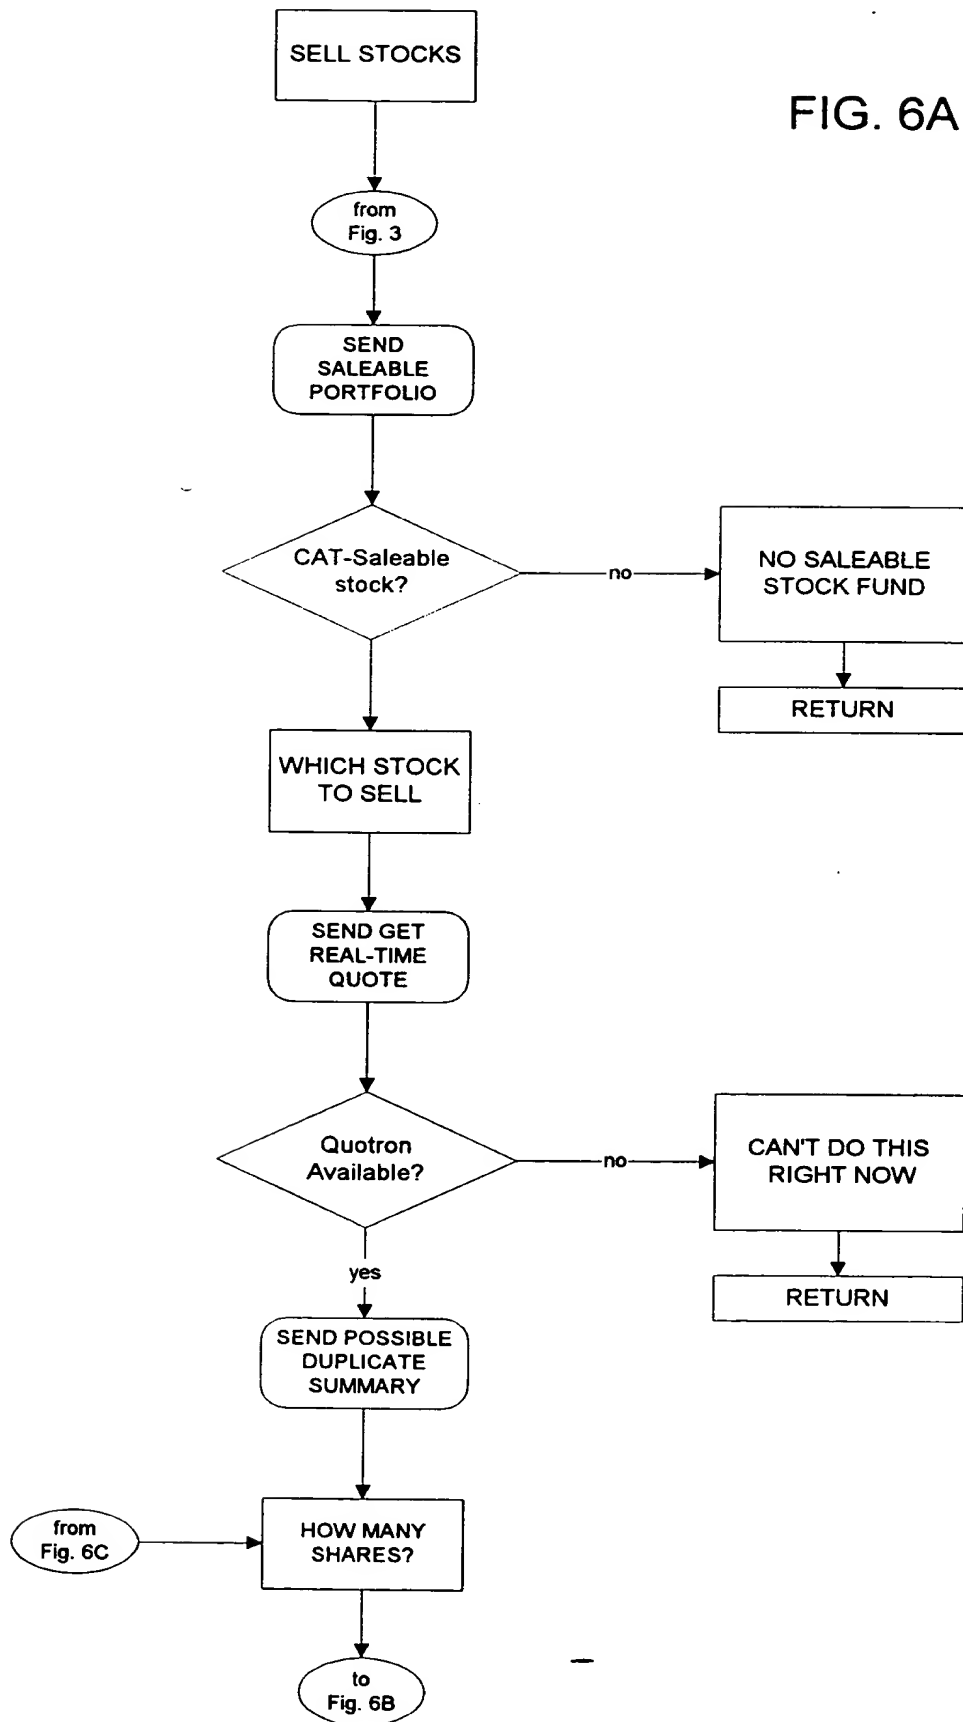 SELL STOCKS
FIG. 6A
from
Fig. 3
SEND
SALEABLE
PORTFOLIO
CAT-Saleable
stock?
no
NO SALEABLE
STOCK FUND
RETURN
WHICH STOCK
TO SELL
SEND GET
REAL-TIME
QUOTE
Quotron
Available?
no
CAN'T DO THIS
RIGHT NOW
RETURN
yes
SEND POSSIBLE
DUPLICATE
SUMMARY
from
Fig. 6C
HOW MANY
SHARES?
to
Fig. 6B